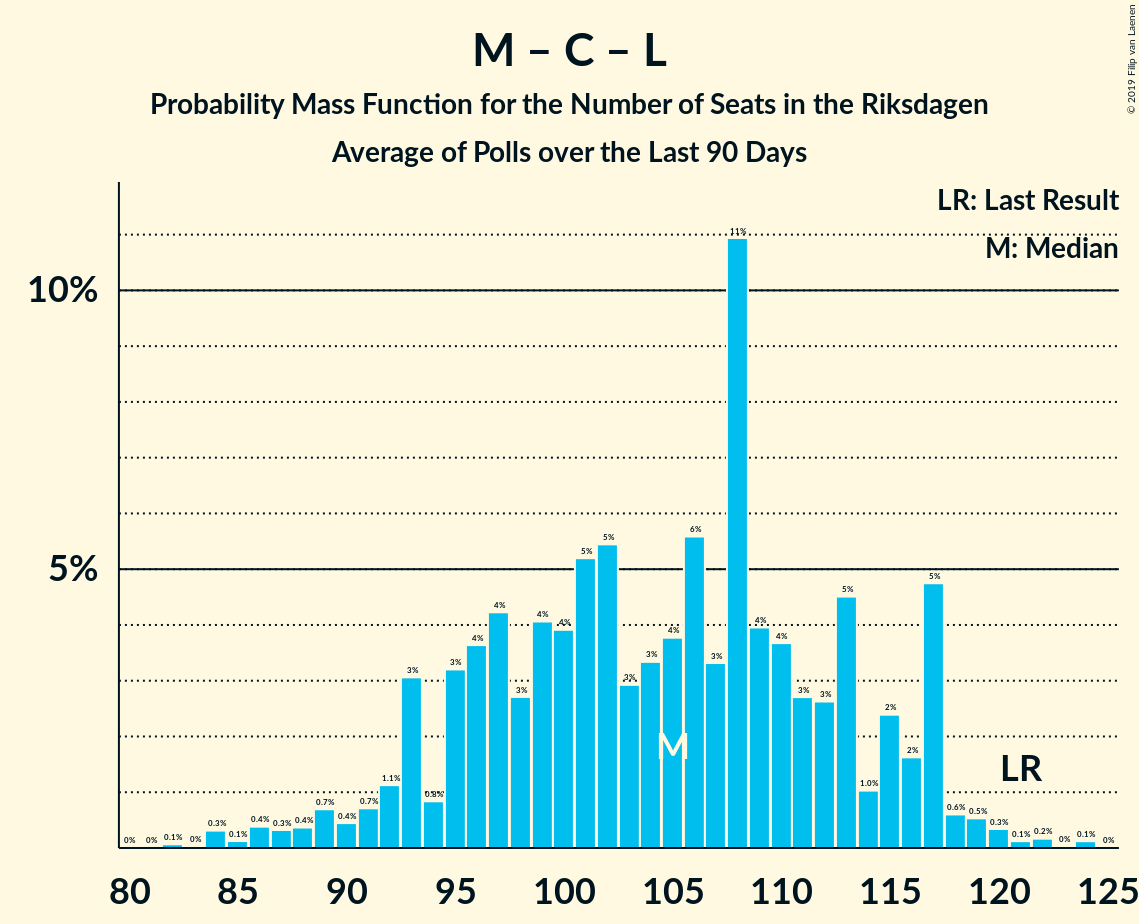 M – C – L
Probability Mass Function for the Number of Seats in the Riksdagen
Average of Polls over the Last 90 Days
© 2019 Filip van Laenen
LR: Last Result
M: Median
10%
5%
0% 0% 0.1% 0% 0.3% 0.1% 0.4% 0.3% 0.4% 0.7% 0.4% 0.7% 1.1% 3% 0.8% 3% 4% 4% 3% 4% 4% 5% 5% 3% 3% 4% 6% 3% 11% 4% 4% 3% 3% 5% 1.0% 2% 2% 5% 0.6% 0.5% 0.3% 0.1% 0.2% 0% 0.1% 0%
M
LR
80 85 90 95 100 105 110 115 120 125